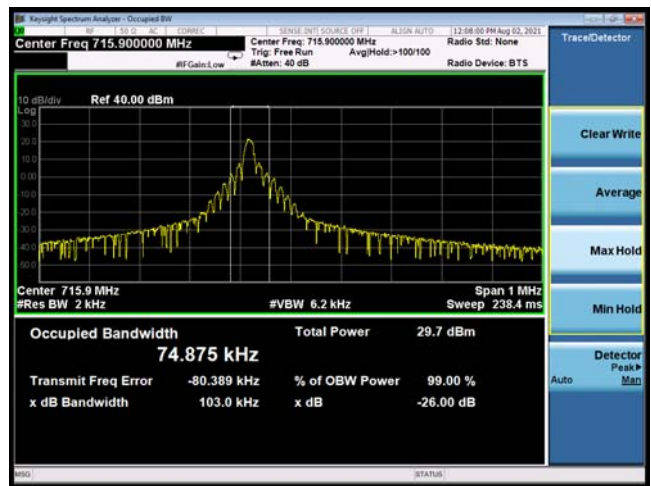 Keysight Spectrum Analyzer - Occupied BW
RF 50 Ω AC CORREC SENSE:INT SOURCE OFF ALIGN AUTO 12:08:00 PM Aug 02, 2021
Center Freq 715.900000 MHz
Center Freq: 715.900000 MHz
Radio Std: None
Trig: Free Run Avg|Hold:>100/100
#IFGain:Low
#Atten: 40 dB
Radio Device: BTS
10 dB/div Ref 40.00 dBm
Log
30.0
20.0
10.0
0.00
-10.0
-20.0
-30.0
-40.0
-50.0
Center 715.9 MHz
Span 1 MHz
#Res BW 2 kHz
#VBW 6.2 kHz
Sweep 238.4 ms
Occupied Bandwidth
74.875 kHz
Total Power 29.7 dBm
Transmit Freq Error -80.389 kHz
% of OBW Power 99.00 %
x dB Bandwidth 103.0 kHz
x dB -26.00 dB
MSG
STATUS
Trace/Detector
Clear Write
Average
Max Hold
Min Hold
Detector
Peak▶
Auto Man